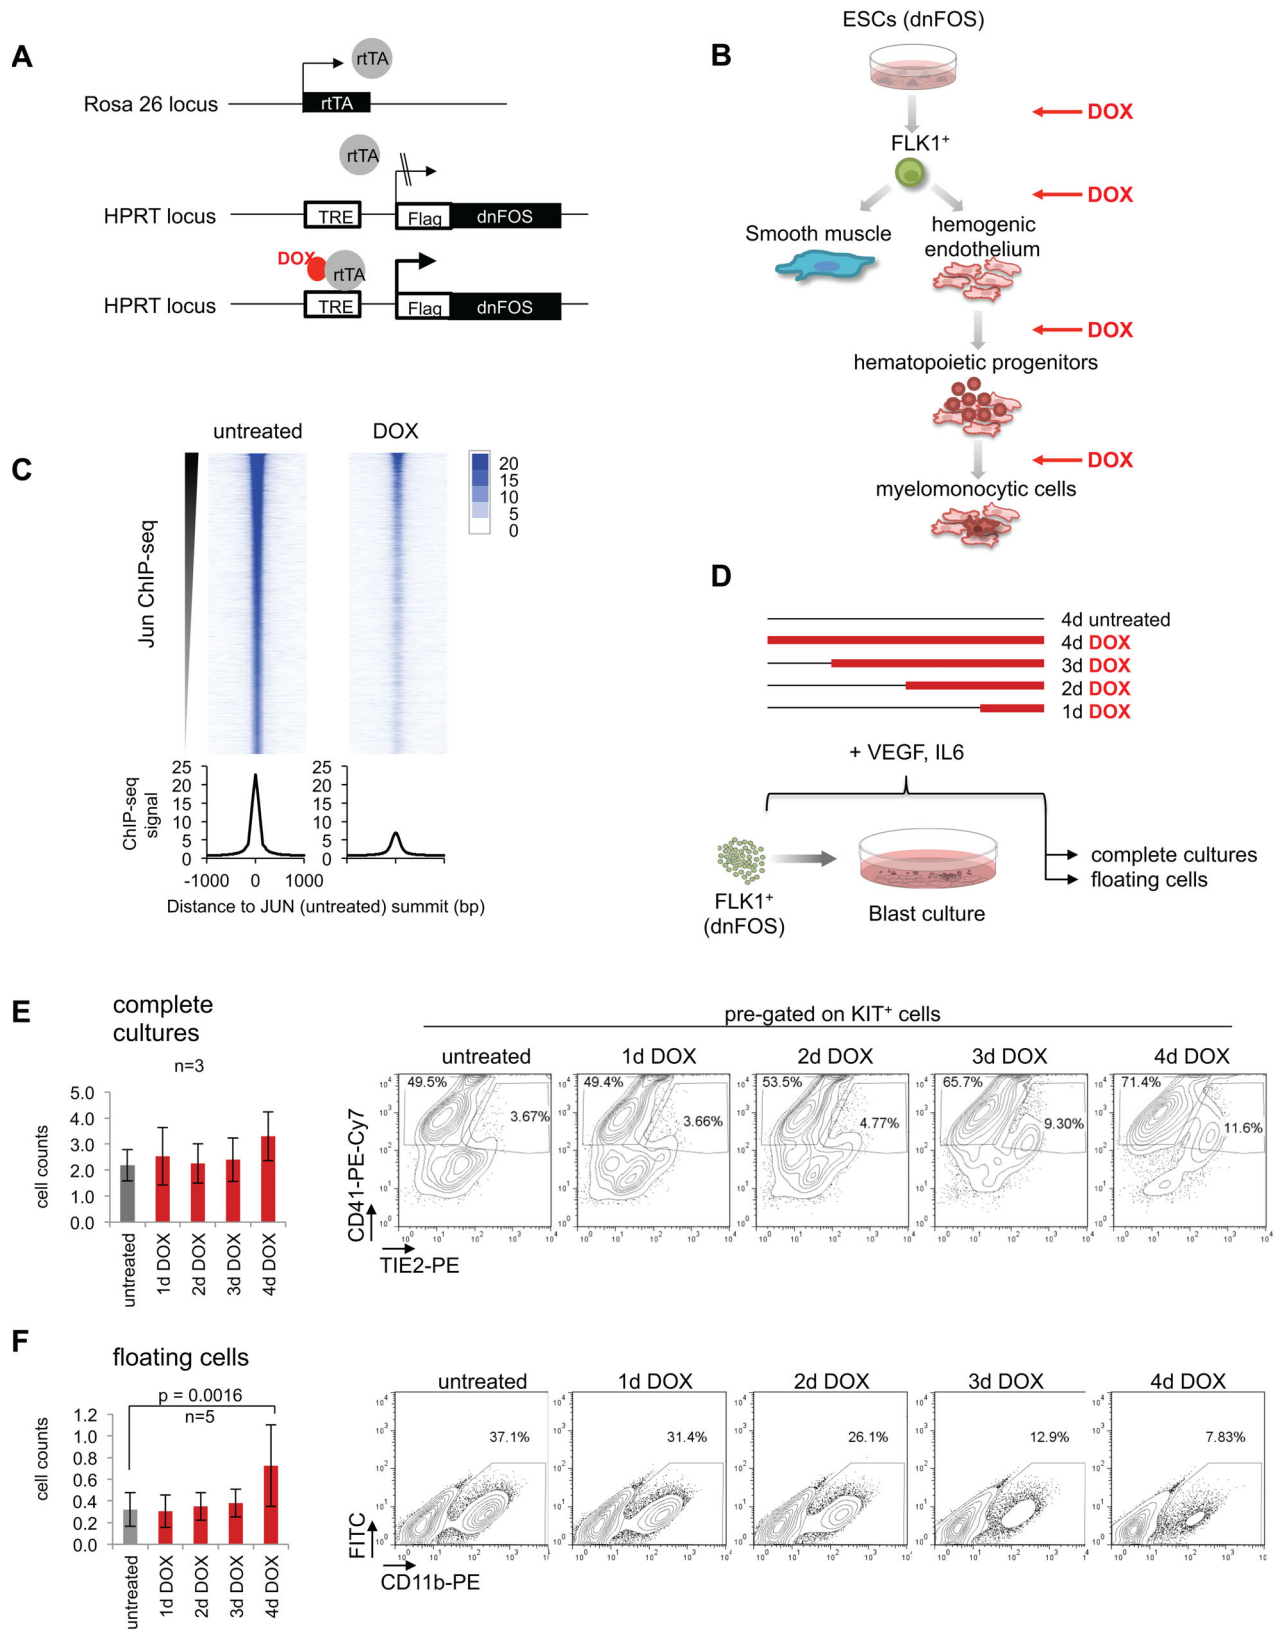 A
rtTA
Rosa 26 locus
rtTA
rtTA
HPRT locus
TRE
Flag
dnFOS
DOX
rtTA
HPRT locus
TRE
Flag
dnFOS
B
ESCs (dnFOS)
DOX
FLK1+
DOX
Smooth muscle
hemogenic
endothelium
DOX
hematopoietic progenitors
DOX
myelomonocytic cells
C
untreated
DOX
20
15
10
5
0
Jun ChIP-seq
ChIP-seq
signal
25
20
15
10
5
0
25
20
15
10
5
0
-1000
0
1000
Distance to JUN (untreated) summit (bp)
D
4d untreated
4d DOX
3d DOX
2d DOX
1d DOX
+ VEGF, IL6
FLK1+
(dnFOS)
Blast culture
complete cultures
floating cells
E
complete
cultures
n=3
cell counts
5.0
4.0
3.0
2.0
1.0
0.0
untreated
1d DOX
2d DOX
3d DOX
4d DOX
pre-gated on KIT+ cells
untreated
1d DOX
2d DOX
3d DOX
4d DOX
49.5%
3.67%
49.4%
3.66%
53.5%
4.77%
65.7%
9.30%
71.4%
11.6%
CD41-PE-Cy7
TIE2-PE
F
floating cells
p = 0.0016
n=5
cell counts
1.2
1.0
0.8
0.6
0.4
0.2
0.0
untreated
1d DOX
2d DOX
3d DOX
4d DOX
untreated
1d DOX
2d DOX
3d DOX
4d DOX
37.1%
31.4%
26.1%
12.9%
7.83%
FITC
CD11b-PE